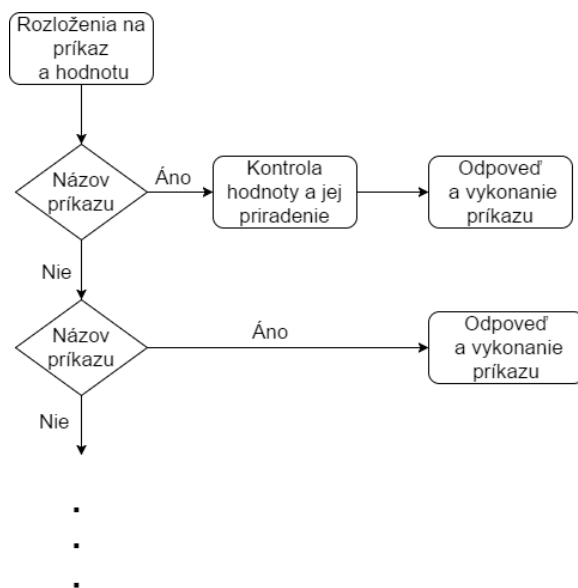 Rozloženia na
príkaz
a hodnotu
Názov
príkazu
Áno
Kontrola
hodnoty a jej
priradenie
Odpoveď
a vykonanie
príkazu
Nie
Názov
príkazu
Áno
Odpoveď
a vykonanie
príkazu
Nie
.
.
.